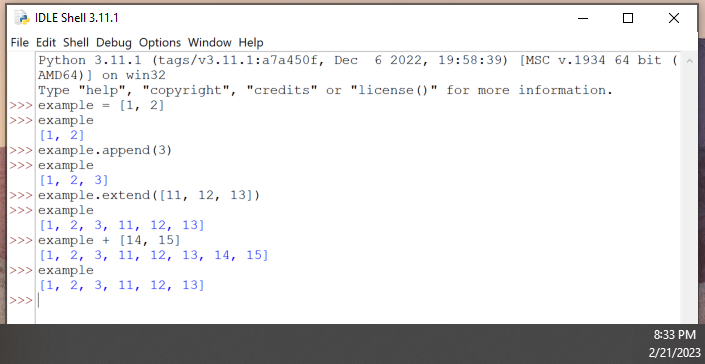 IDLE Shell 3.11.1
File Edit Shell Debug Options Window Help
Python 3.11.1 (tags/v3.11.1:a7a450f, Dec  6 2022, 19:58:39) [MSC v.1934 64 bit (
AMD64)] on win32
Type "help", "copyright", "credits" or "license()" for more information.
>>> example = [1, 2]
>>> example
[1, 2]
>>> example.append(3)
>>> example
[1, 2, 3]
>>> example.extend([11, 12, 13])
>>> example
[1, 2, 3, 11, 12, 13]
>>> example + [14, 15]
[1, 2, 3, 11, 12, 13, 14, 15]
>>> example
[1, 2, 3, 11, 12, 13]
>>>
8:33 PM
2/21/2023